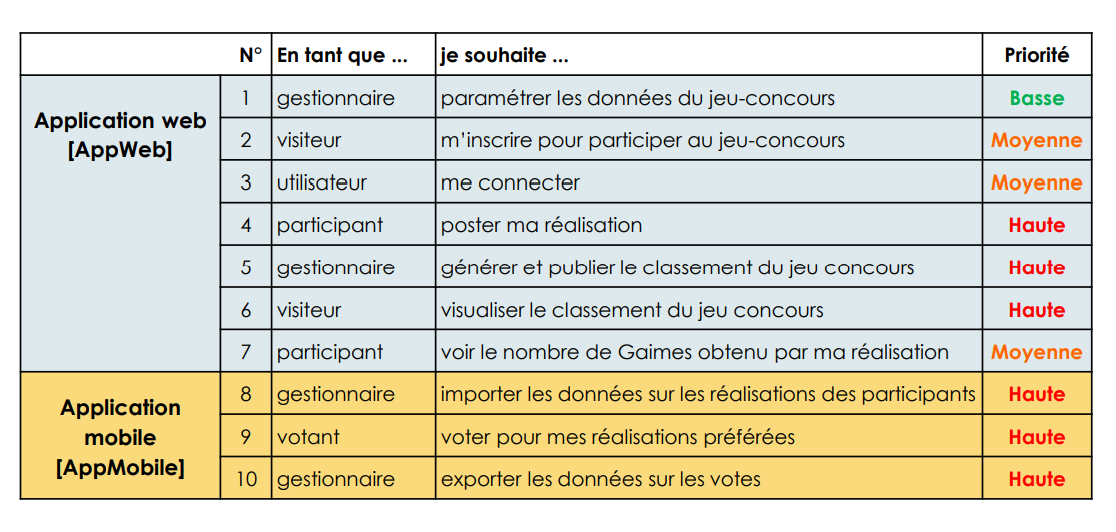 N° En tant que ... je souhaite ... Priorité
Application web
[AppWeb]
1 gestionnaire paramétrer les données du jeu-concours Basse
2 visiteur m'inscrire pour participer au jeu-concours Moyenne
3 utilisateur me connecter Moyenne
4 participant poster ma réalisation Haute
5 gestionnaire générer et publier le classement du jeu concours Haute
6 visiteur visualiser le classement du jeu concours Haute
7 participant voir le nombre de Gaimes obtenu par ma réalisation Moyenne
Application
mobile
[AppMobile]
8 gestionnaire importer les données sur les réalisations des participants Haute
9 votant voter pour mes réalisations préférées Haute
10 gestionnaire exporter les données sur les votes Haute